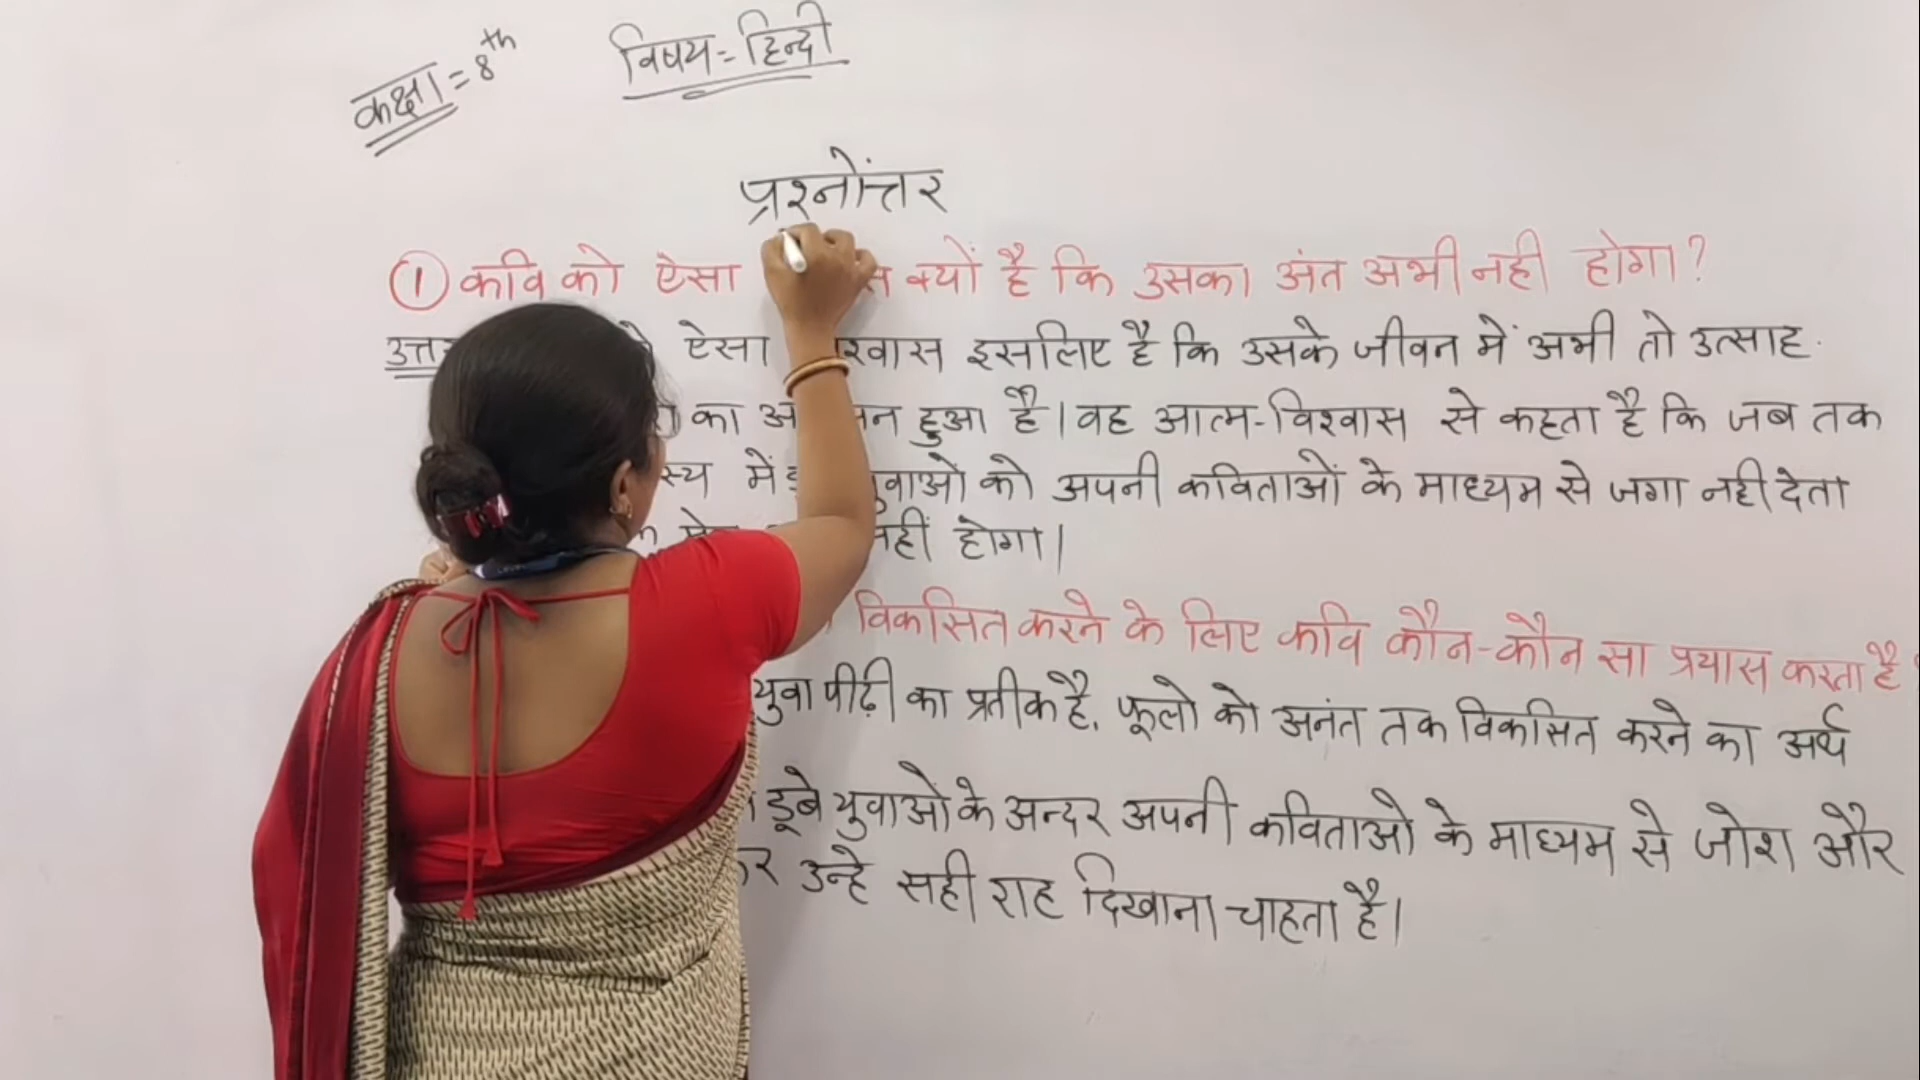 कक्षा = 8th
विषय = हिन्दी
प्रश्नोंत्तर
① कवि को ऐसा क्यों है कि उसका अंत अभी नही होगा?
ऐसा इसलिए है कि उसके जीवन में अभी तो उत्साह
का हुआ है। वह आत्म-विश्वास से कहता है कि जब तक
में को अपनी कविताओं के माध्यम से जगा नही देता
होगा।
विकसित करने के लिए कवि कौन-कौन सा प्रयास करता है
युवा पीढ़ी का प्रतीक है, फूलो को अनंत तक विकसित करने का अर्थ
डूबे युवाओ के अन्दर अपनी कविताओ के माध्यम से जोश और
उन्हे सही राह दिखाना चाहता है।